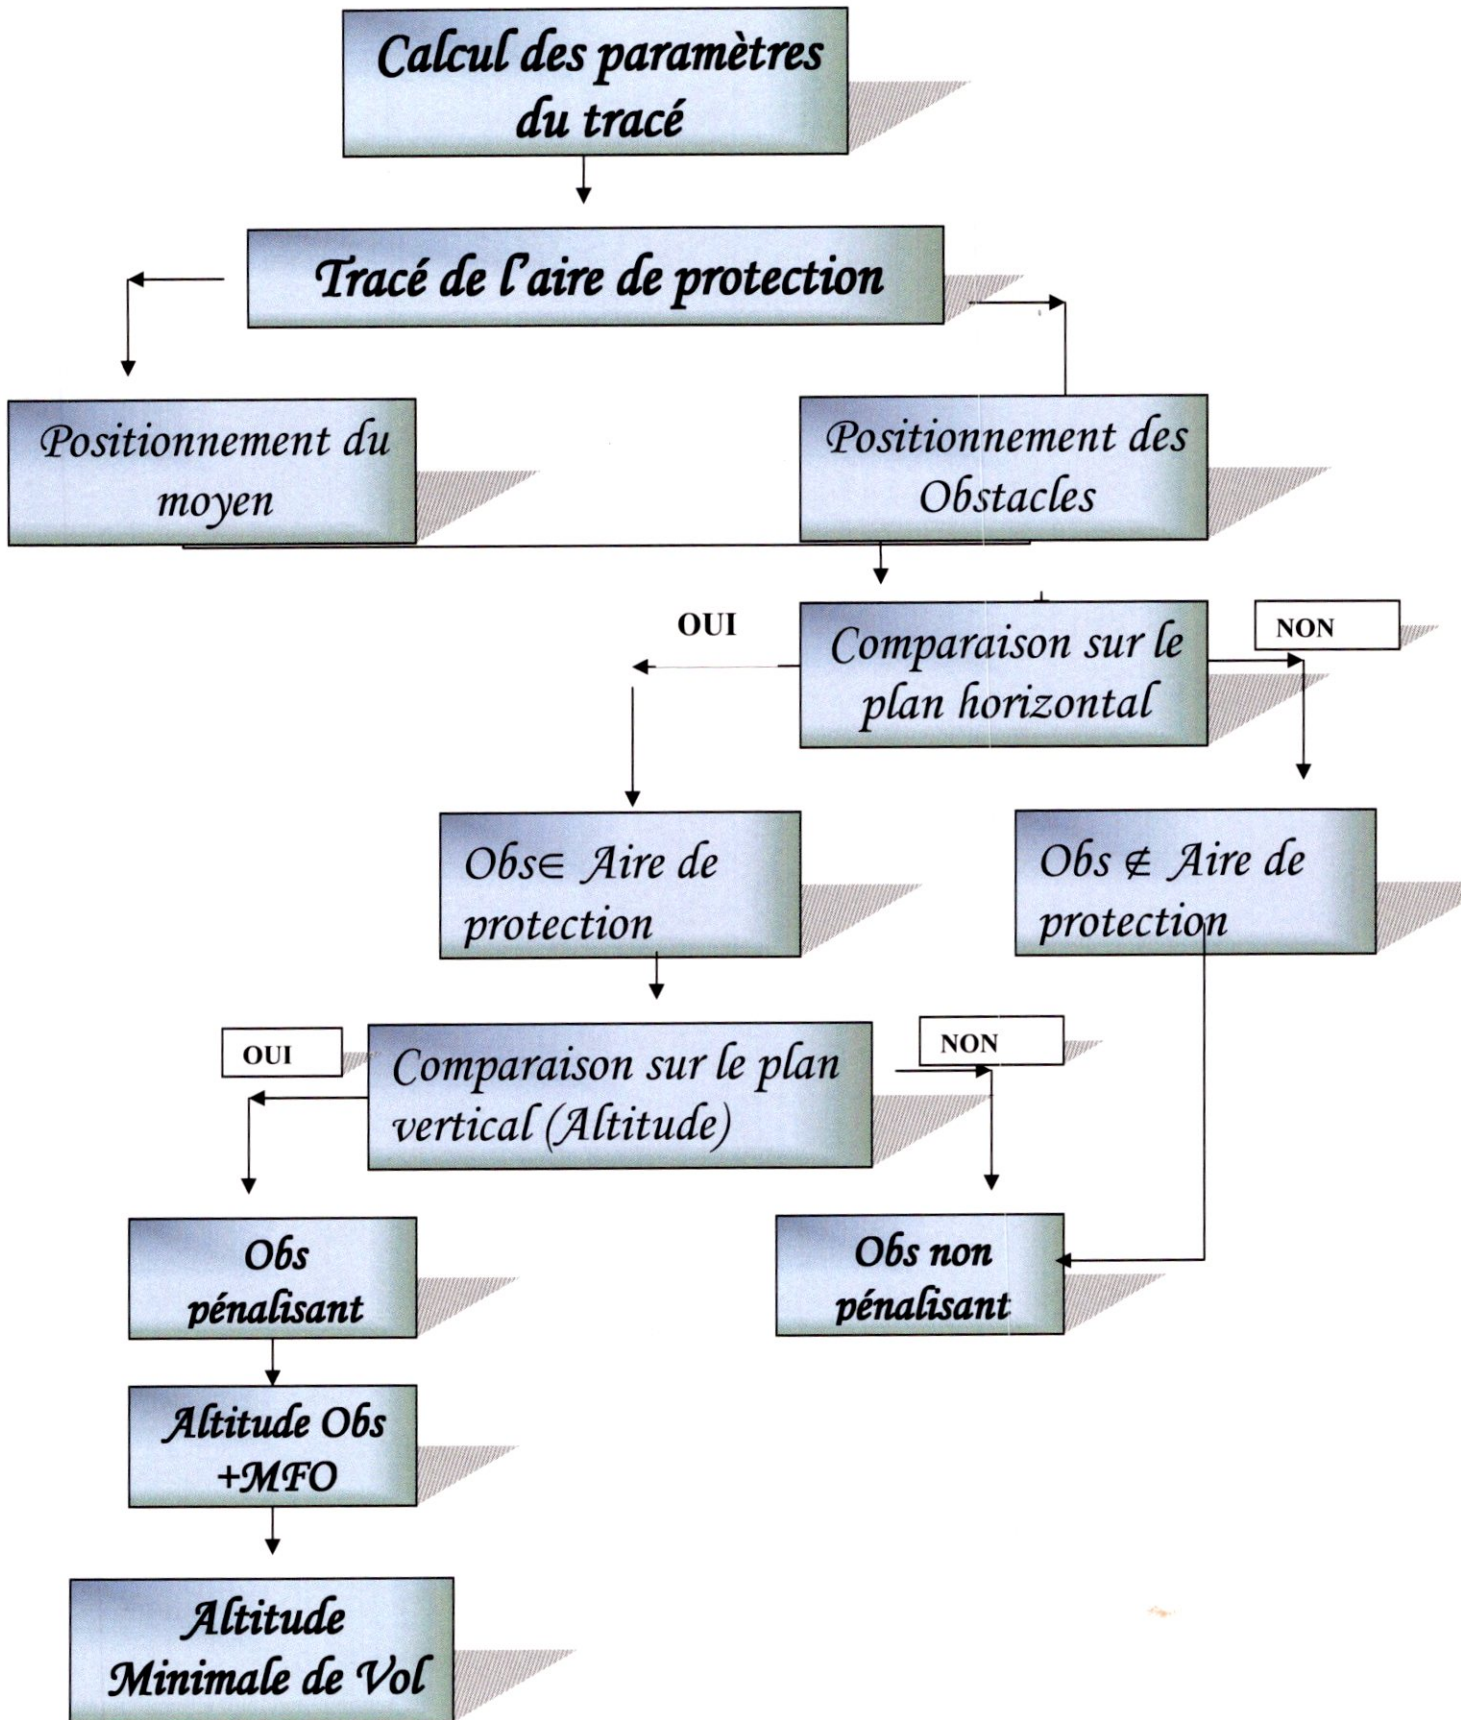 Calcul des paramètres
du tracé
Tracé de l'aire de protection
Positionnement du
moyen
Positionnement des
Obstacles
OUI
Comparaison sur le
plan horizontal
NON
Obs∈ Aire de
protection
Obs ∉ Aire de
protection
OUI
Comparaison sur le plan
vertical (Altitude)
NON
Obs
pénalisant
Obs non
pénalisant
Altitude Obs
+MFO
Altitude
Minimale de Vol